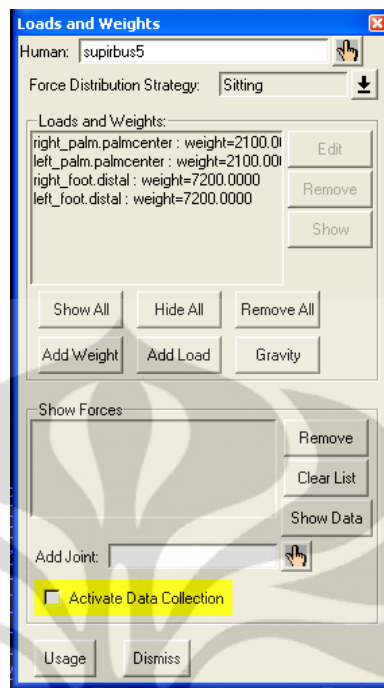 Loads and Weights
Human: supirbus5
Force Distribution Strategy: Sitting
Loads and Weights:
right_palm.palmcenter : weight=2100.0
left_palm.palmcenter : weight=2100.00
right_foot.distal : weight=7200.0000
left_foot.distal : weight=7200.0000
Edit
Remove
Show
Show All Hide All Remove All
Add Weight Add Load Gravity
Show Forces
Remove
Clear List
Show Data
Add Joint:
Activate Data Collection
Usage Dismiss